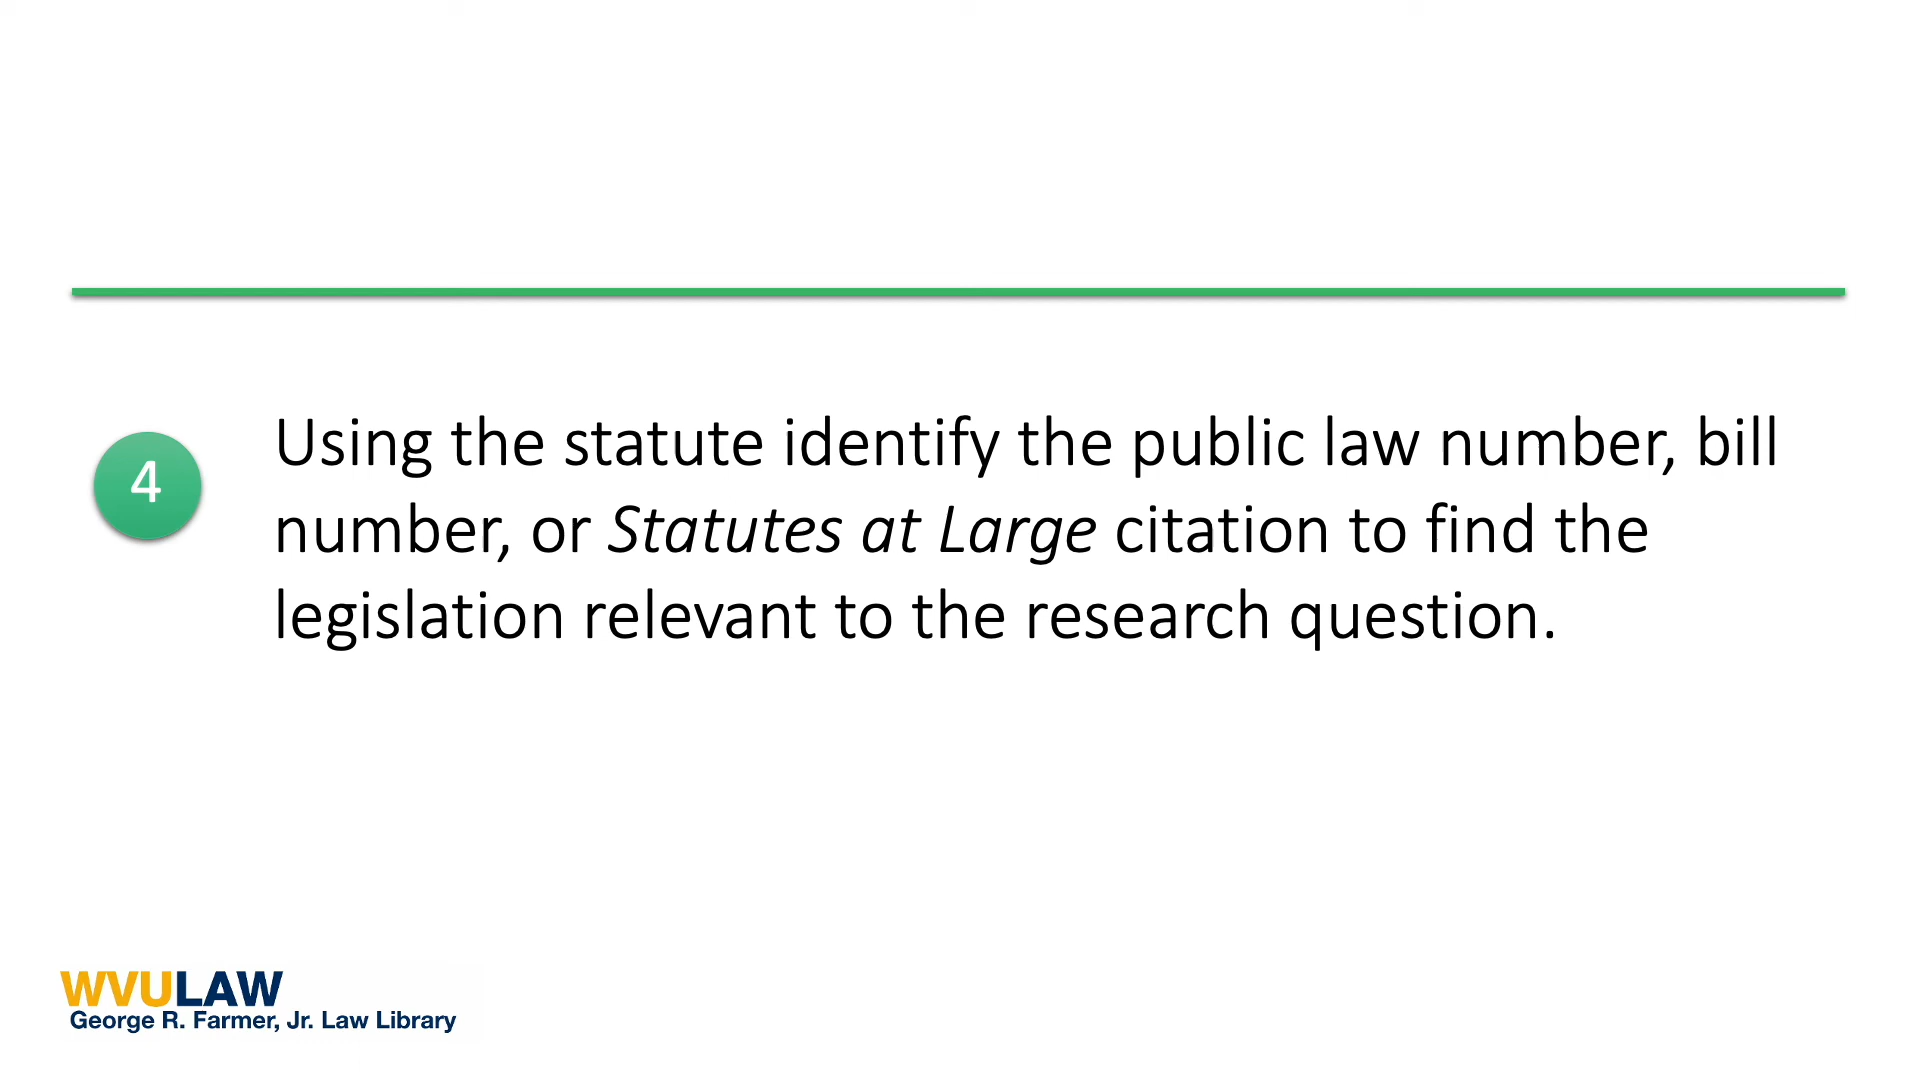 4
Using the statute identify the public law number, bill
number, or Statutes at Large citation to find the
legislation relevant to the research question.
WVULAW
George R. Farmer, Jr. Law Library